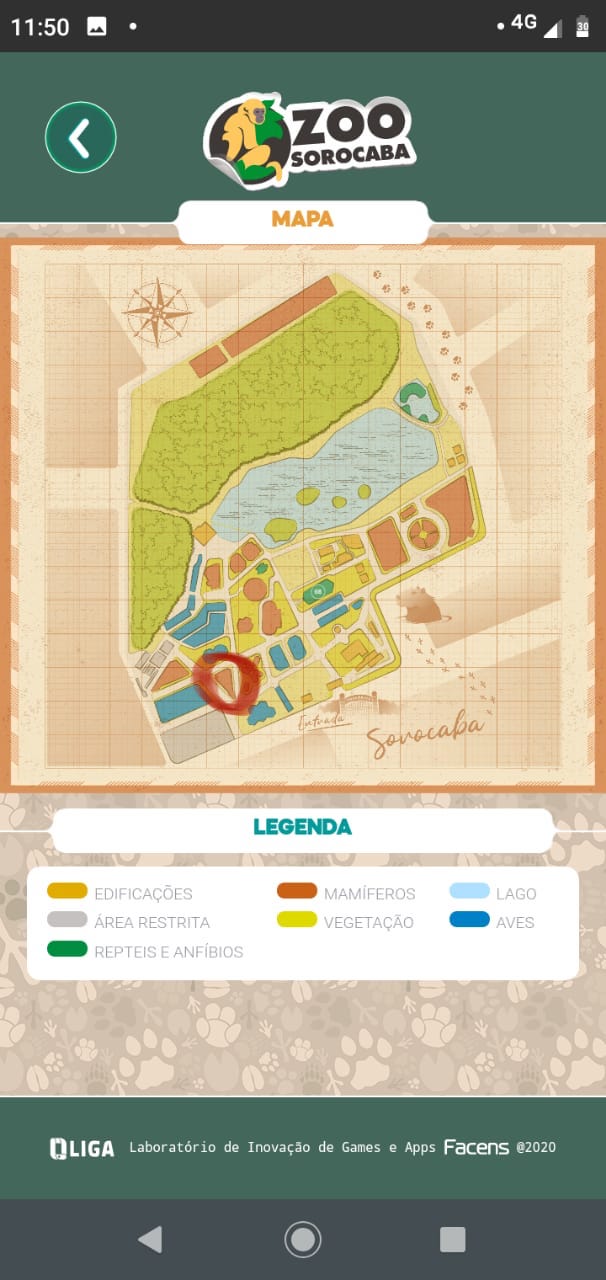 11:50
4G
30
ZOO
SOROCABA
MAPA
68
Entrada
Sorocaba
LEGENDA
EDIFICAÇÕES
MAMÍFEROS
LAGO
ÁREA RESTRITA
VEGETAÇÃO
AVES
REPTEIS E ANFÍBIOS
LIGA Laboratório de Inovação de Games e Apps Facens @2020